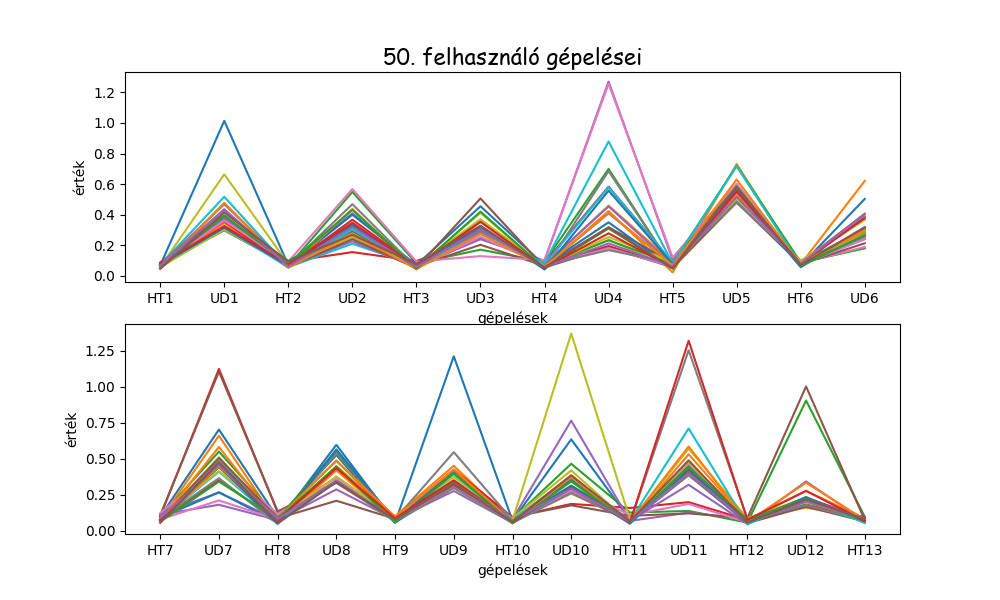 50. felhasználó gépelései
érték
1.2
1.0
0.8
0.6
0.4
0.2
0.0
HT1 UD1 HT2 UD2 HT3 UD3 HT4 UD4 HT5 UD5 HT6 UD6
gépelések
érték
1.25
1.00
0.75
0.50
0.25
0.00
HT7 UD7 HT8 UD8 HT9 UD9 HT10 UD10 HT11 UD11 HT12 UD12 HT13
gépelések